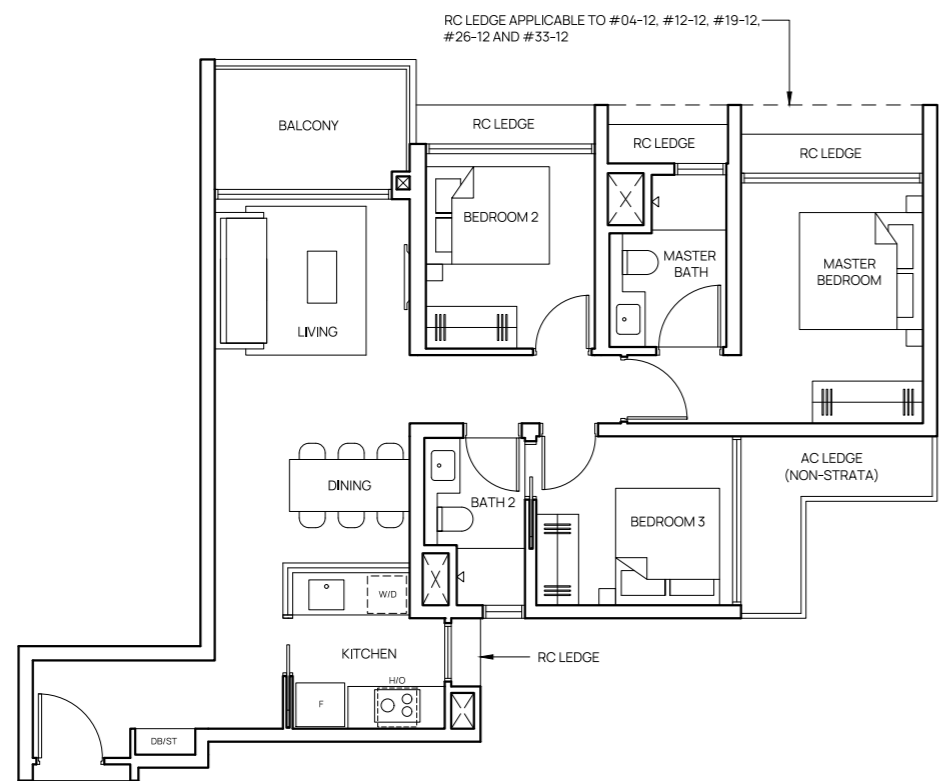 RC LEDGE APPLICABLE TO #04-12, #12-12, #19-12,
#26-12 AND #33-12
BALCONY
RC LEDGE
RC LEDGE
RC LEDGE
BEDROOM 2
MASTER
BATH
MASTER
BEDROOM
LIVING
DINING
BATH 2
BEDROOM 3
AC LEDGE
(NON-STRATA)
W/D
KITCHEN
RC LEDGE
H/O
F
DB/ST